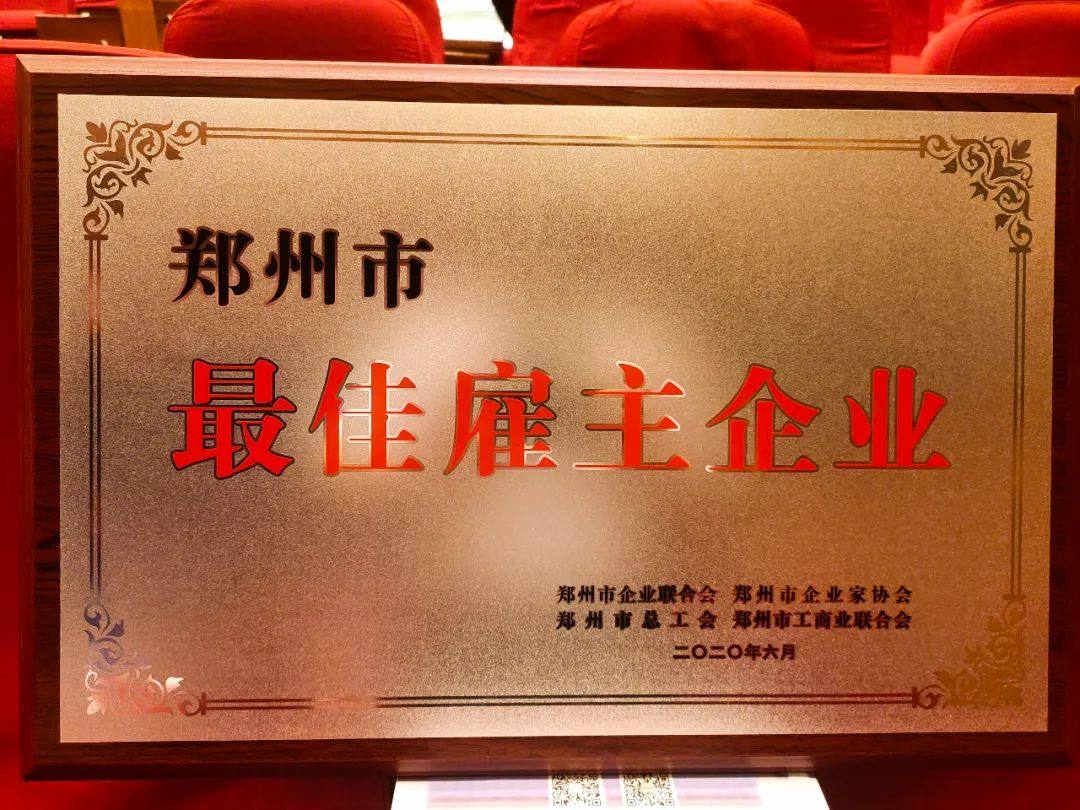 郑州市
最佳雇主企业
郑州市企业联合会 郑州市企业家协会
郑州市总工会 郑州市工商业联合会
二〇二〇年六月